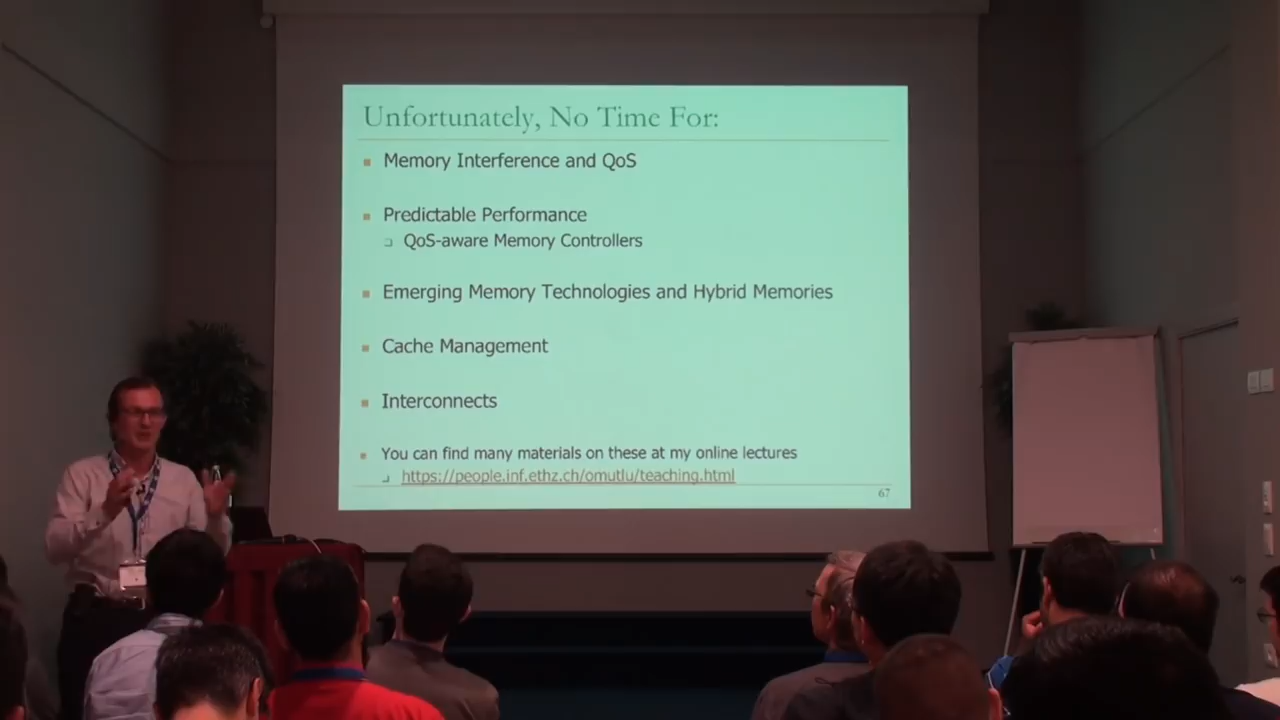 Unfortunately, No Time For:
Memory Interference and QoS
Predictable Performance
QoS-aware Memory Controllers
Emerging Memory Technologies and Hybrid Memories
Cache Management
Interconnects
You can find many materials on these at my online lectures
https://people.inf.ethz.ch/omutlu/teaching.html
67